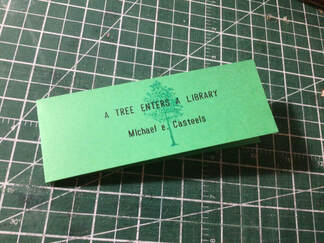 A TREE ENTERS A LIBRARY
Michael e. Casteels